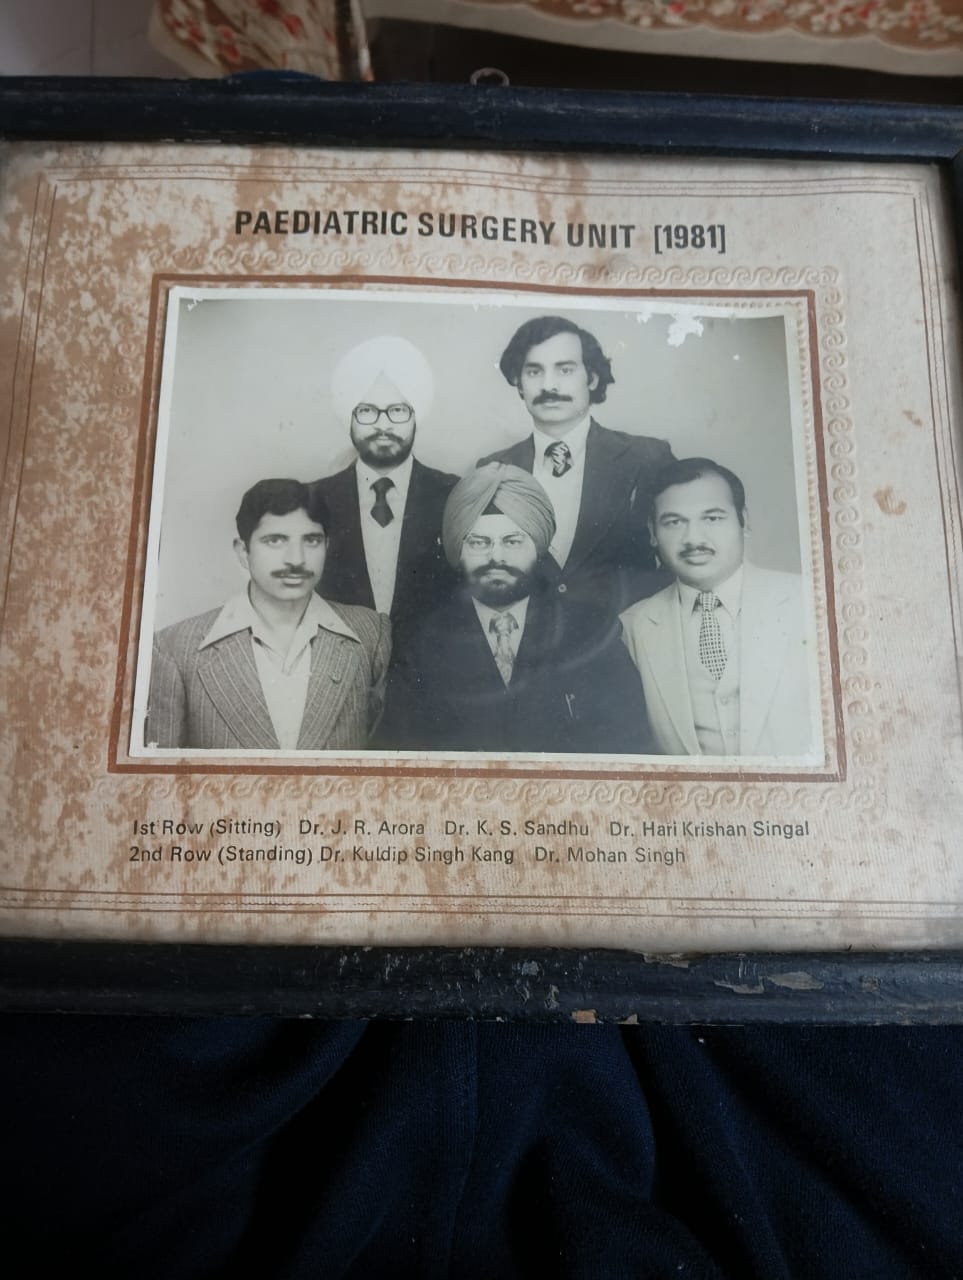 PAEDIATRIC SURGERY UNIT [1981]
1st Row (Sitting) Dr. J. R. Arora Dr. K. S. Sandhu Dr. Hari Krishan Singal
2nd Row (Standing) Dr. Kuldip Singh Kang Dr. Mohan Singh